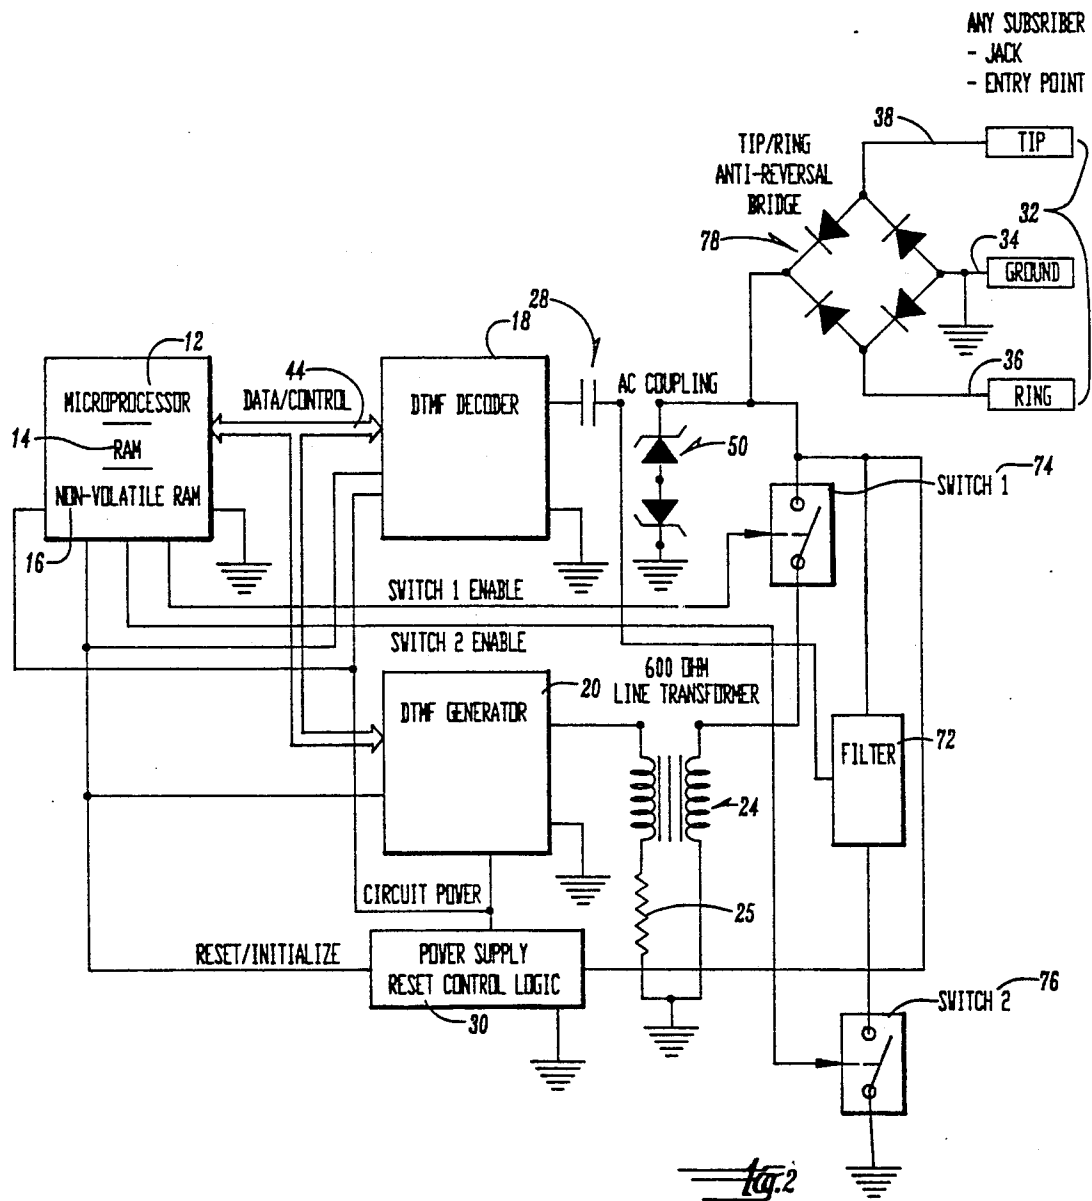 ANY SUBSRIBER
- JACK
- ENTRY POINT
38
TIP
TIP/RING
ANTI-REVERSAL
BRIDGE
32
78
34
GROUND
28
18
12
36
RING
44
MICROPROCESSOR
DATA/CONTROL
DTMF DECODER
AC COUPLING
14
RAM
50
74
SWITCH 1
NON-VOLATILE RAM
16
SWITCH 1 ENABLE
SWITCH 2 ENABLE
600 OHM
LINE TRANSFORMER
20
DTMF GENERATOR
72
FILTER
24
CIRCUIT POWER
25
RESET/INITIALIZE
POWER SUPPLY
RESET CONTROL LOGIC
76
SWITCH 2
30
Fig.2